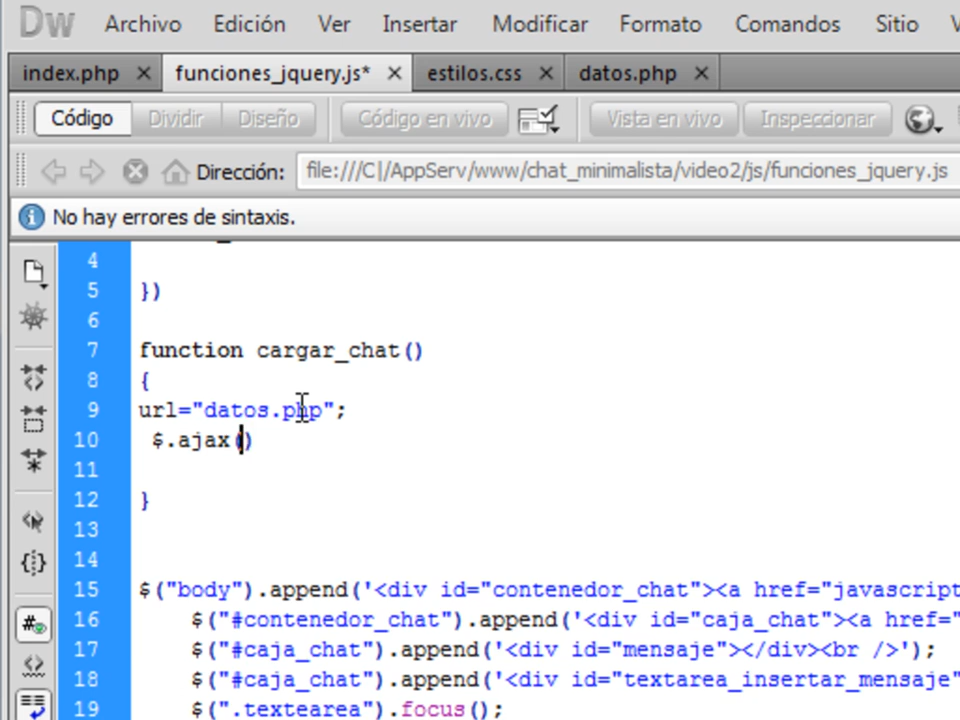 Dw Archivo Edición Ver Insertar Modificar Formato Comandos Sitio
index.php funciones_jquery.js* estilos.css datos.php
Código Dividir Diseño Código en vivo Vista en vivo Inspeccionar
Dirección: file:///C|/AppServ/www/chat_minimalista/video2/js/funciones_jquery.js
No hay errores de sintaxis.
4
5 })
6
7 function cargar_chat()
8 {
9 url="datos.php";
10 $.ajax()
11
12 }
13
14
15 $("body").append('<div id="contenedor_chat"><a href="javascript
16 $("#contenedor_chat").append('<div id="caja_chat"><a href="
17 $("#caja_chat").append('<div id="mensaje"></div><br />');
18 $("#caja_chat").append('<div id="textarea_insertar_mensaje"
19 $(".textearea").focus();